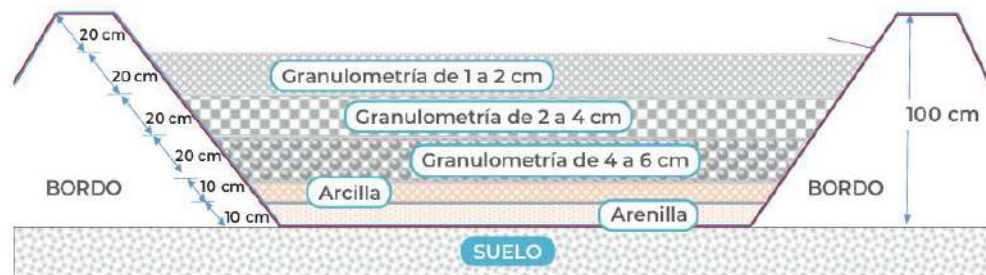 20 cm
20 cm
Granulometría de 1 a 2 cm
20 cm
Granulometría de 2 a 4 cm
100 cm
20 cm
Granulometría de 4 a 6 cm
BORDO
10 cm
Arcilla
BORDO
10 cm
Arenilla
SUELO